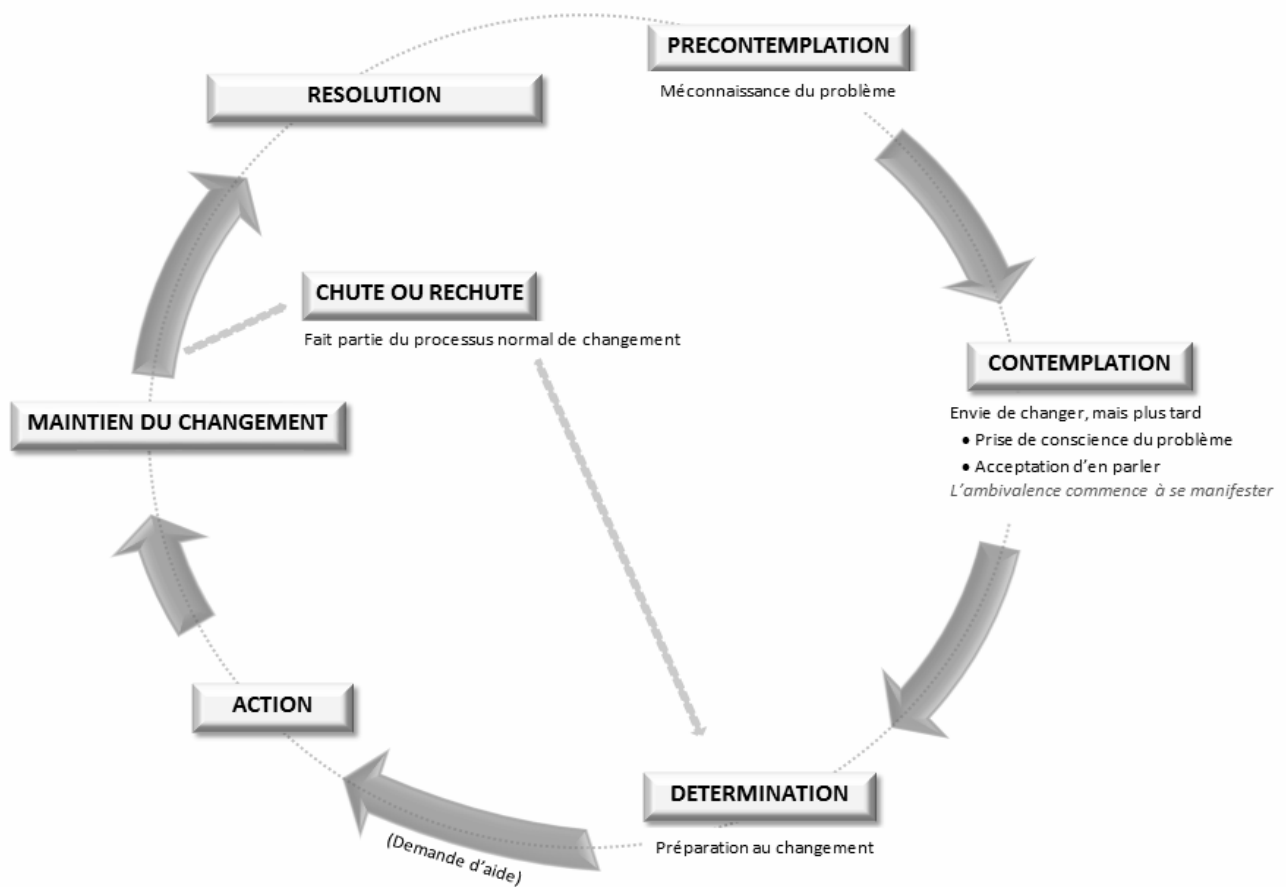 PRECONTEMPLATION
Méconnaissance du problème
RESOLUTION
CHUTE OU RECHUTE
Fait partie du processus normal de changement
CONTEMPLATION
Envie de changer, mais plus tard
• Prise de conscience du problème
• Acceptation d'en parler
L'ambivalence commence à se manifester
MAINTIEN DU CHANGEMENT
ACTION
DETERMINATION
Préparation au changement
(Demande d'aide)